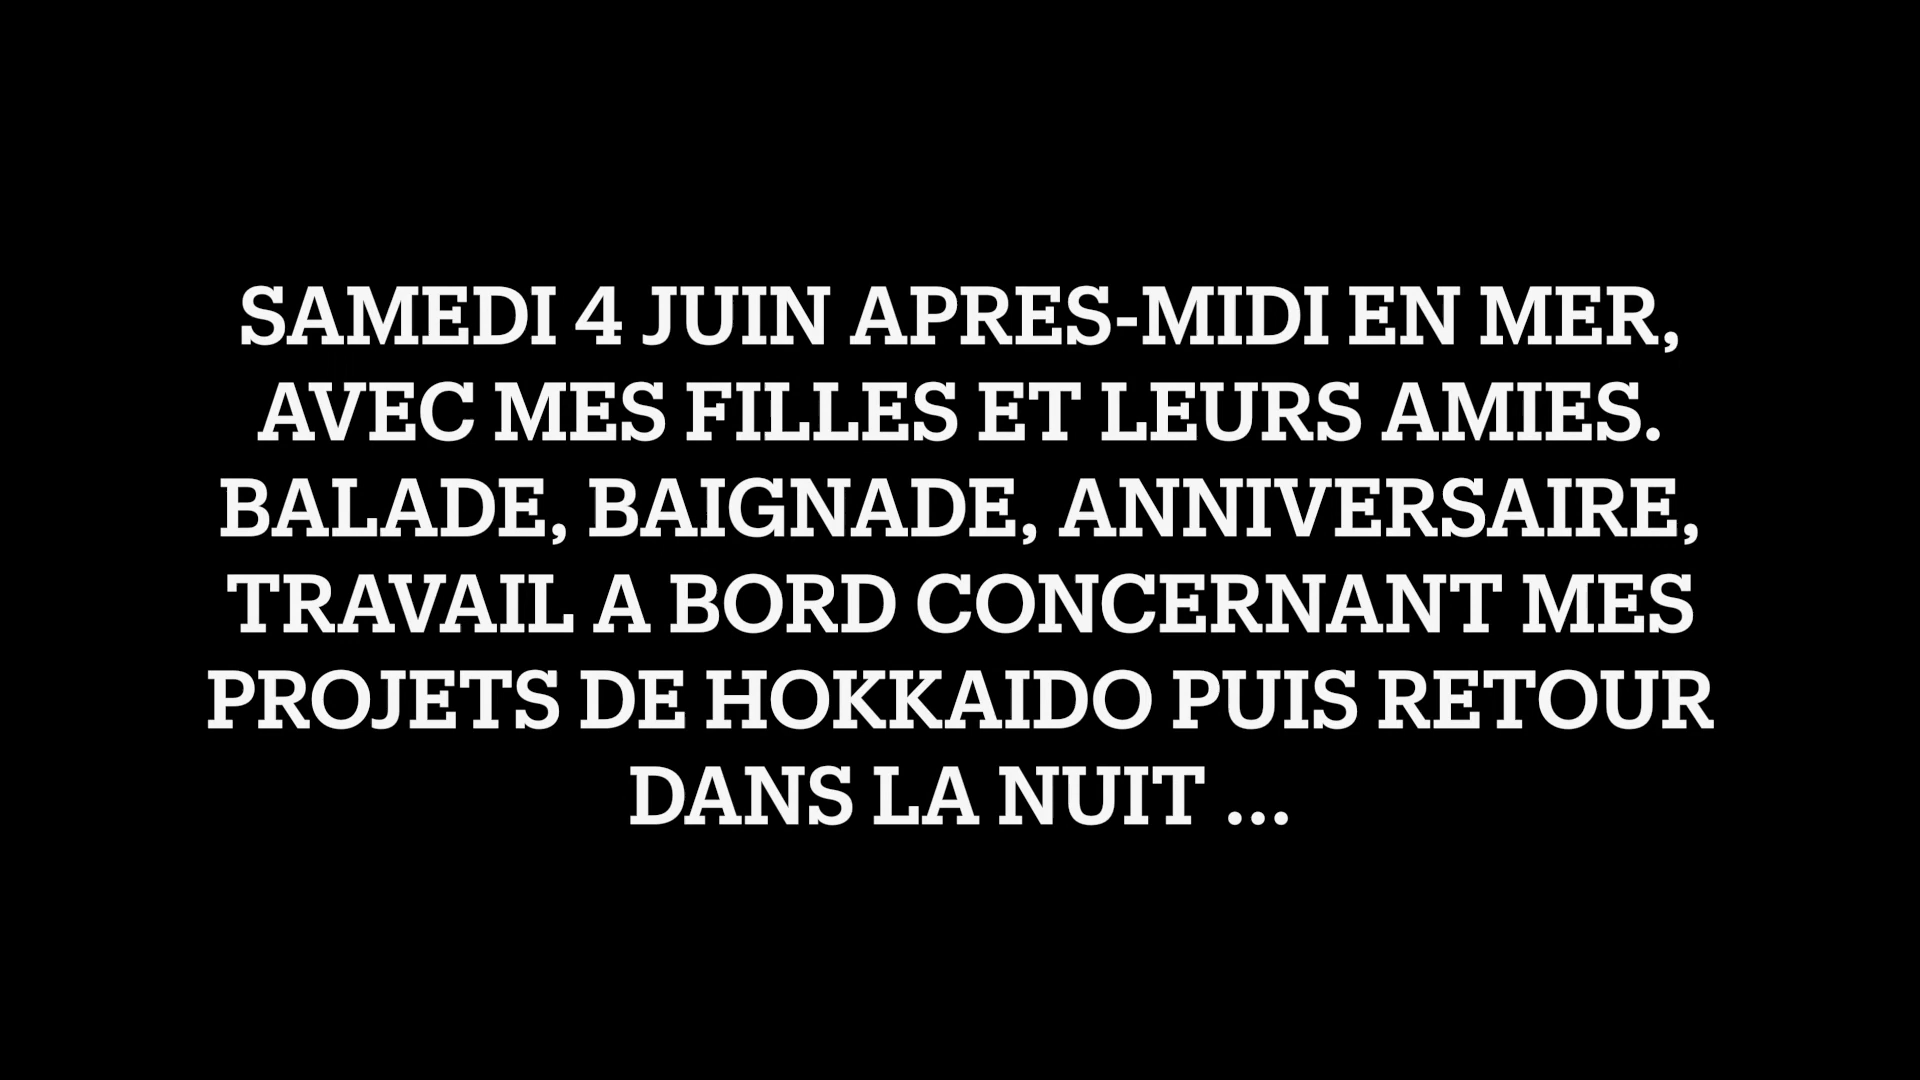 SAMEDI 4 JUIN APRES-MIDI EN MER,
AVEC MES FILLES ET LEURS AMIES.
BALADE, BAIGNADE, ANNIVERSAIRE,
TRAVAIL A BORD CONCERNANT MES
PROJETS DE HOKKAIDO PUIS RETOUR
DANS LA NUIT ...